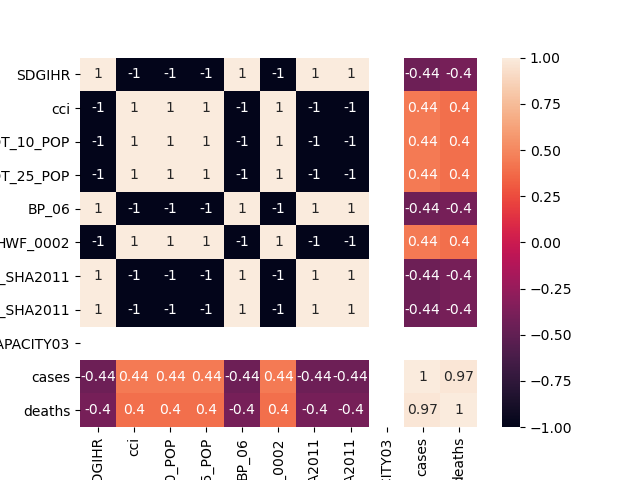 SDGIHR 1 -1 -1 -1 1 -1 1 1 -0.44 -0.4
cci -1 1 1 1 -1 1 -1 -1 0.44 0.4
OT_10_POP -1 1 1 1 -1 1 -1 -1 0.44 0.4
OT_25_POP -1 1 1 1 -1 1 -1 -1 0.44 0.4
BP_06 1 -1 -1 -1 1 -1 1 1 -0.44 -0.4
HWF_0002 -1 1 1 1 -1 1 -1 -1 0.44 0.4
_SHA2011 1 -1 -1 -1 1 -1 1 1 -0.44 -0.4
_SHA2011 1 -1 -1 -1 1 -1 1 1 -0.44 -0.4
APACITY03
cases -0.44 0.44 0.44 0.44 -0.44 0.44 -0.44 -0.44 1 0.97
deaths -0.4 0.4 0.4 0.4 -0.4 0.4 -0.4 -0.4 0.97 1
DGIHR
cci
0_POP
5_POP
BP_06
_0002
A2011
A2011
CITY03
cases
deaths
1.00
0.75
0.50
0.25
0.00
−0.25
−0.50
−0.75
−1.00